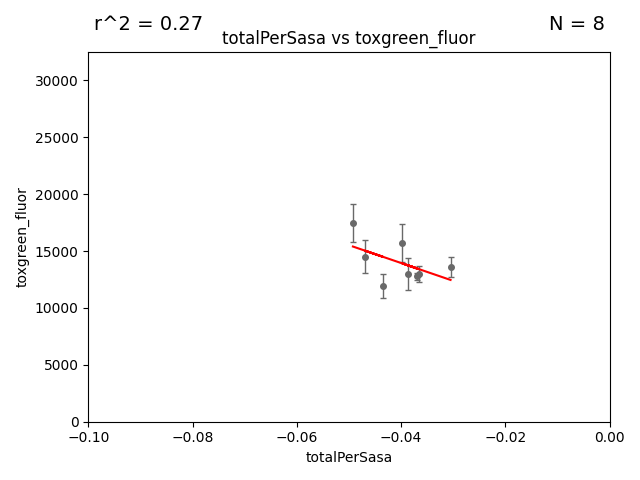 r^2 = 0.27
N = 8
totalPerSasa vs toxgreen_fluor
30000
25000
20000
15000
10000
5000
0
toxgreen_fluor
−0.10
−0.08
−0.06
−0.04
−0.02
0.00
totalPerSasa